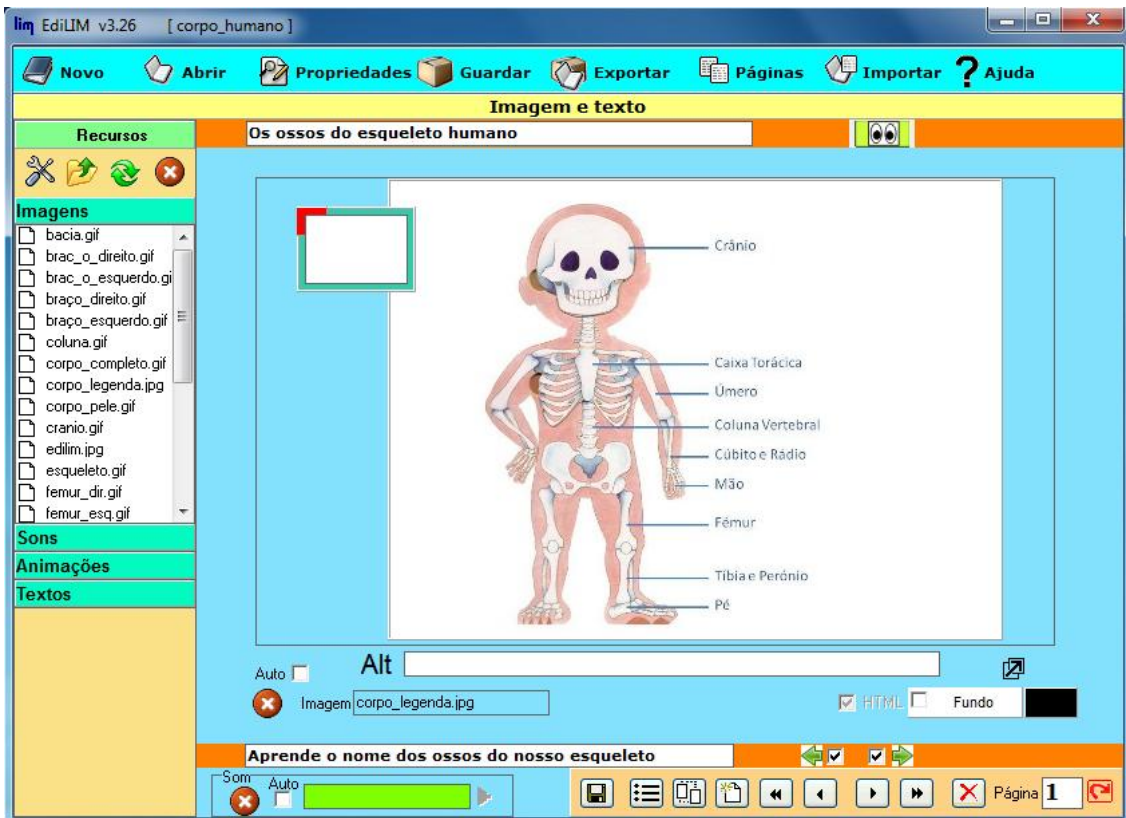 lim EdiLIM v3.26 [ corpo_humano ]
Novo Abrir Propriedades Guardar Exportar Páginas Importar ? Ajuda
Imagem e texto
Recursos
Os ossos do esqueleto humano
Imagens
bacia.gif
brac_o_direito.gif
brac_o_esquerdo.gi
braço_direito.gif
braço_esquerdo.gif
coluna.gif
corpo_completo.gif
corpo_legenda.jpg
corpo_pele.gif
cranio.gif
edilim.jpg
esqueleto.gif
femur_dir.gif
femur_esq.gif
Sons
Animações
Textos
Crânio
Caixa Torácica
Úmero
Coluna Vertebral
Cúbito e Rádio
Mão
Fémur
Tíbia e Perónio
Pé
Auto Alt
Imagem corpo_legenda.jpg HTML Fundo
Aprende o nome dos ossos do nosso esqueleto
Som Auto
Página 1